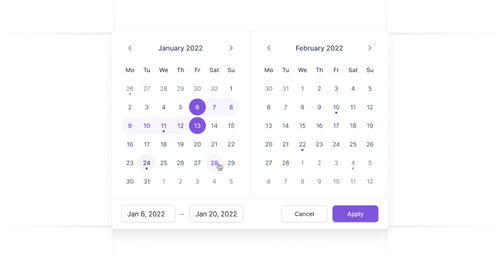 January 2022
Mo Tu We Th Fr Sat Su
26 27 28 29 30 32 1
2 3 4 5 6 7 8
9 10 11 12 13 14 15
16 17 18 19 20 21 22
23 24 25 26 27 28 29
30 31 1 2 3 4 5
February 2022
Mo Tu We Th Fr Sat Su
30 31 1 2 3 4 5
6 7 8 9 10 11 12
13 14 15 16 17 18 19
20 21 22 23 24 25 26
27 28 1 2 3 4 5
6 7 8 9 10 11 12
Jan 6, 2022 – Jan 20, 2022
Cancel Apply